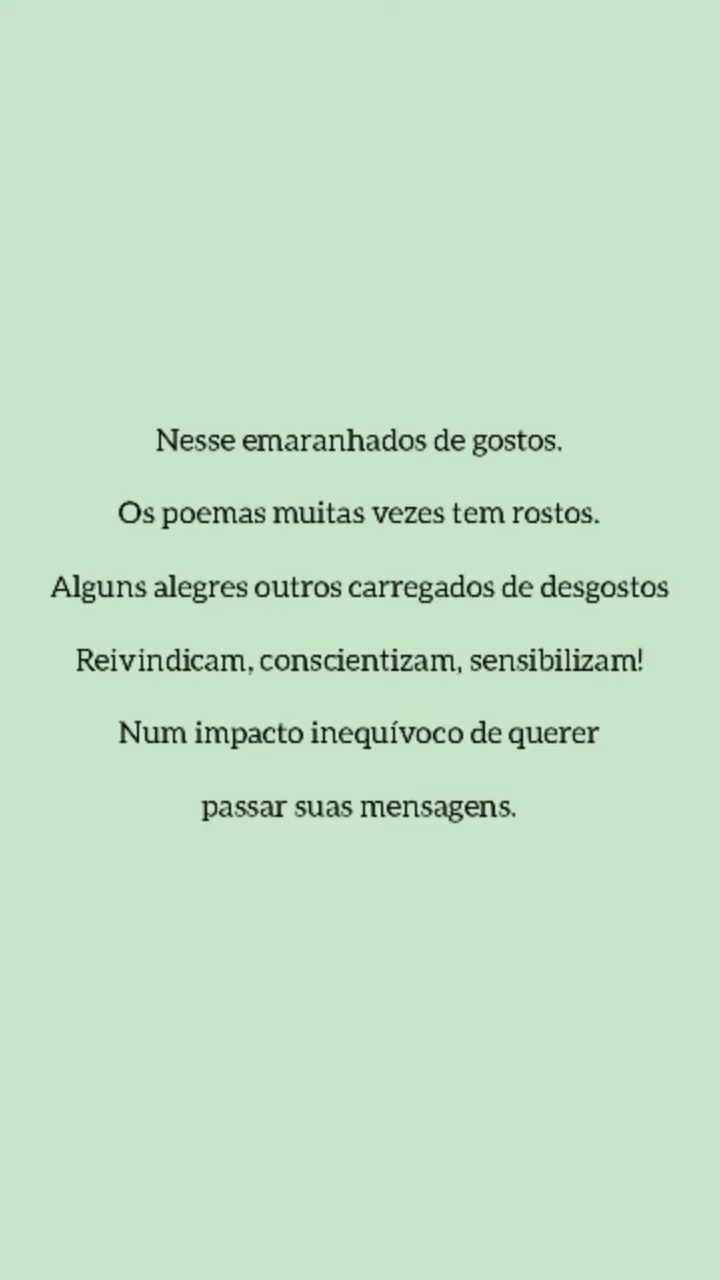 Nesse emaranhados de gostos.
Os poemas muitas vezes tem rostos.
Alguns alegres outros carregados de desgostos
Reivindicam, conscientizam, sensibilizam!
Num impacto inequívoco de querer
passar suas mensagens.